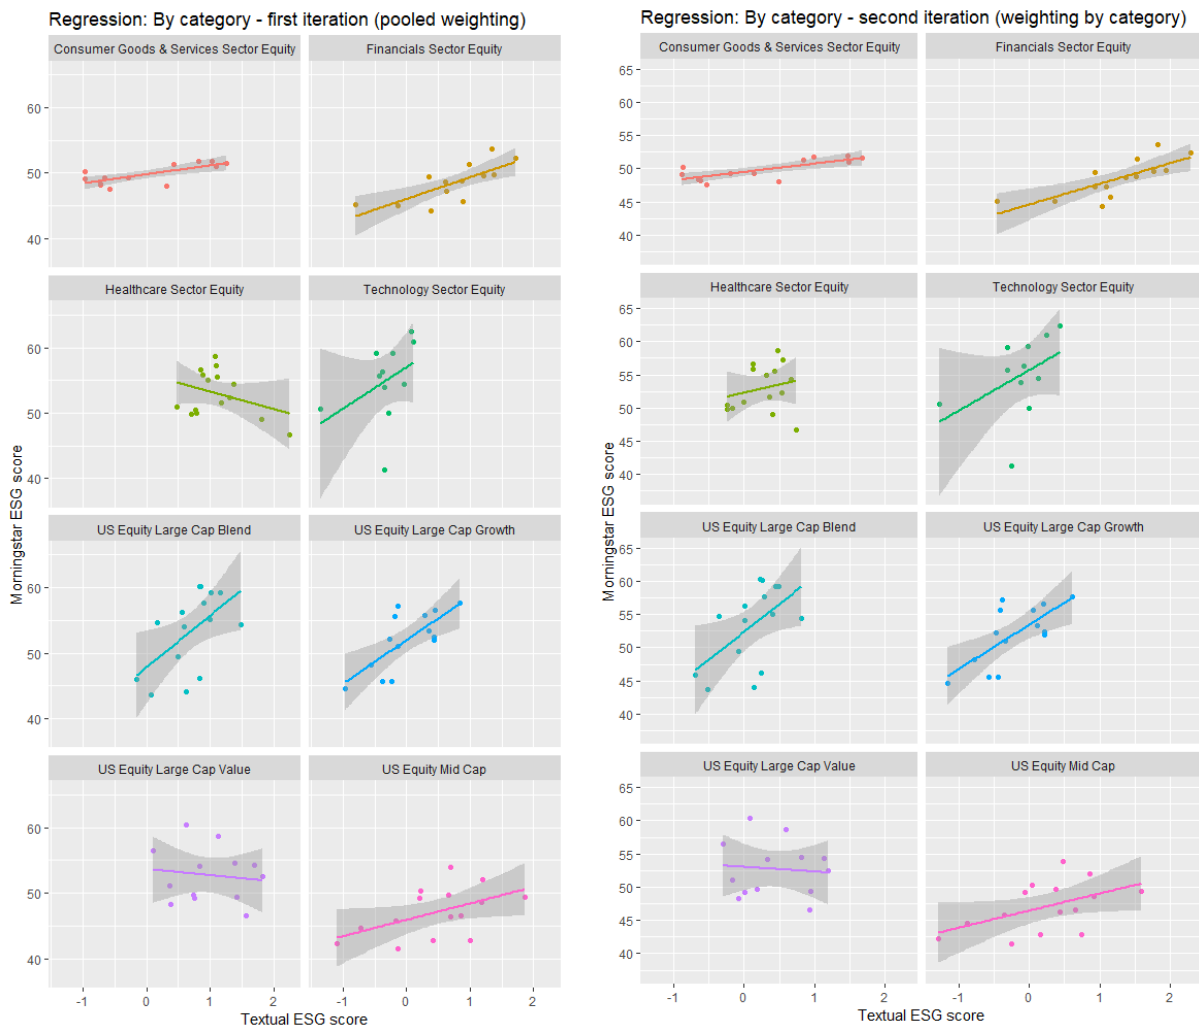 Regression: By category - first iteration (pooled weighting)
Consumer Goods & Services Sector Equity
Financials Sector Equity
60
50
40
Healthcare Sector Equity
Technology Sector Equity
60
50
40
US Equity Large Cap Blend
US Equity Large Cap Growth
60
50
40
US Equity Large Cap Value
US Equity Mid Cap
60
50
40
Morningstar ESG score
-1 0 1 2 -1 0 1 2
Textual ESG score
Regression: By category - second iteration (weighting by category)
Consumer Goods & Services Sector Equity
Financials Sector Equity
65
60
55
50
45
40
35
Healthcare Sector Equity
Technology Sector Equity
65
60
55
50
45
40
35
US Equity Large Cap Blend
US Equity Large Cap Growth
65
60
55
50
45
40
35
US Equity Large Cap Value
US Equity Mid Cap
65
60
55
50
45
40
35
Morningstar ESG score
-1 0 1 2 -1 0 1 2
Textual ESG score